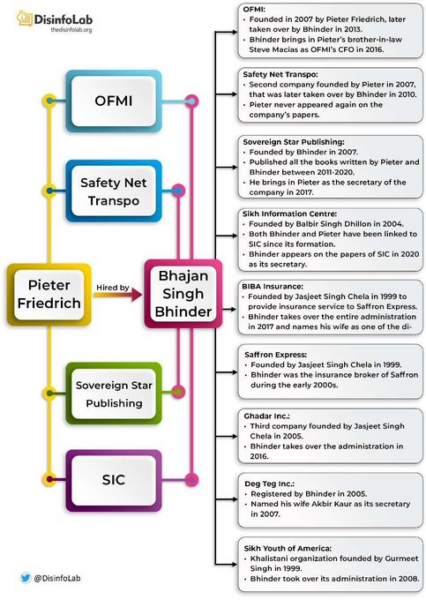 DisinfoLab
thedisinfolab.org
OFMI
Safety Net
Transpo
Pieter
Friedrich
Hired by
Bhajan
Singh
Bhinder
Sovereign Star
Publishing
SIC
@DisinfoLab
OFMI:
• Founded in 2007 by Pieter Friedrich, later
taken over by Bhinder in 2013.
• Bhinder brings in Pieter's brother-in-law
Steve Macias as OFMI's CFO in 2016.
Safety Net Transpo:
• Second company founded by Pieter in 2007,
that was later taken over by Bhinder in 2010.
• Pieter never appeared again on the
company's papers.
Sovereign Star Publishing:
• Founded by Bhinder in 2007.
• Published all the books written by Pieter and
Bhinder between 2011-2020.
• He brings in Pieter as the secretary of the
company in 2017.
Sikh Information Centre:
• Founded by Balbir Singh Dhillon in 2004.
• Both Bhinder and Pieter have been linked to
SIC since its formation.
• Bhinder appears on the papers of SIC in 2020
as its secretary.
BIBA Insurance:
• Founded by Jasjeet Singh Chela in 1999 to
provide insurance service to Saffron Express.
• Bhinder takes over the entire administration
in 2017 and names his wife as one of the di-
Saffron Express:
• Founded by Jasjeet Singh Chela in 1999.
• Bhinder was the insurance broker of Saffron
during the early 2000s.
Ghadar Inc.:
• Third company founded by Jasjeet Singh
Chela in 2005.
• Bhinder takes over the administration in
2016.
Deg Teg Inc.:
• Registered by Bhinder in 2005.
• Named his wife Akbir Kaur as its secretary
in 2007.
Sikh Youth of America:
• Khalistani organization founded by Gurmeet
Singh in 1999.
• Bhinder took over its administration in 2008.